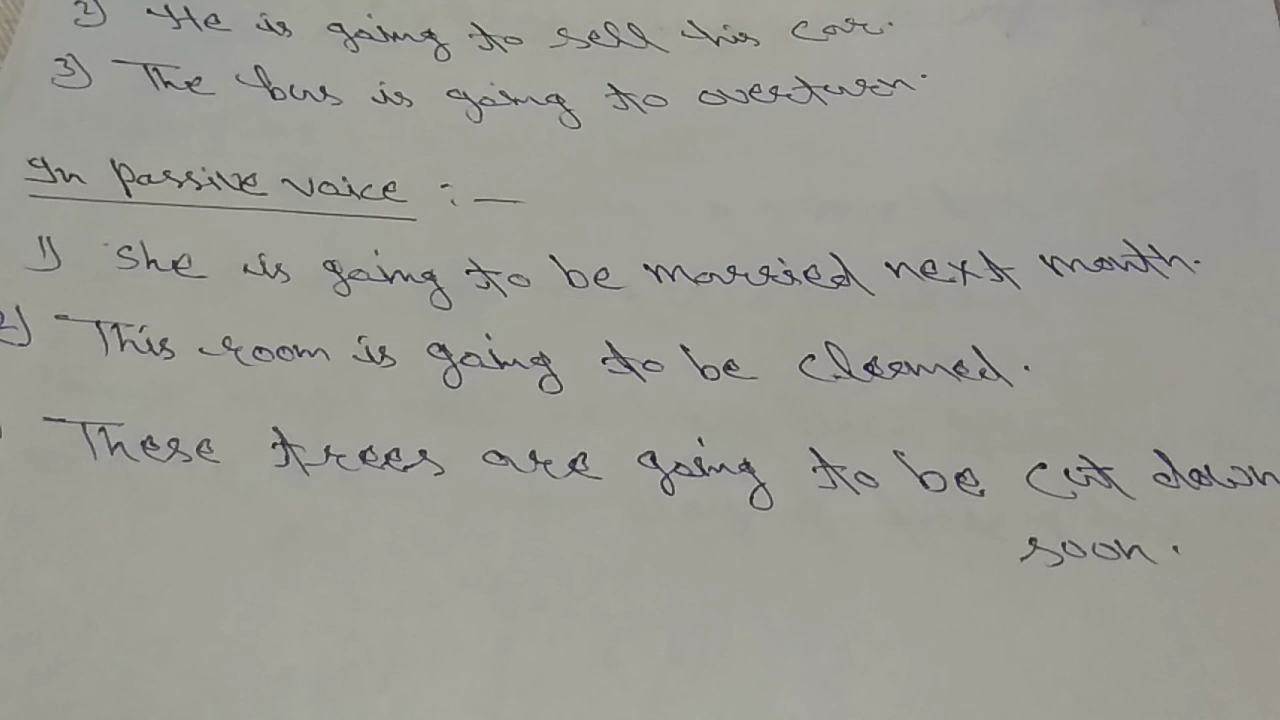 2) He is going to sell his car.
3) The bus is going to overturn.
In passive voice :-
1) She is going to be married next month.
2) This room is going to be cleaned.
These trees are going to be cut down
soon.